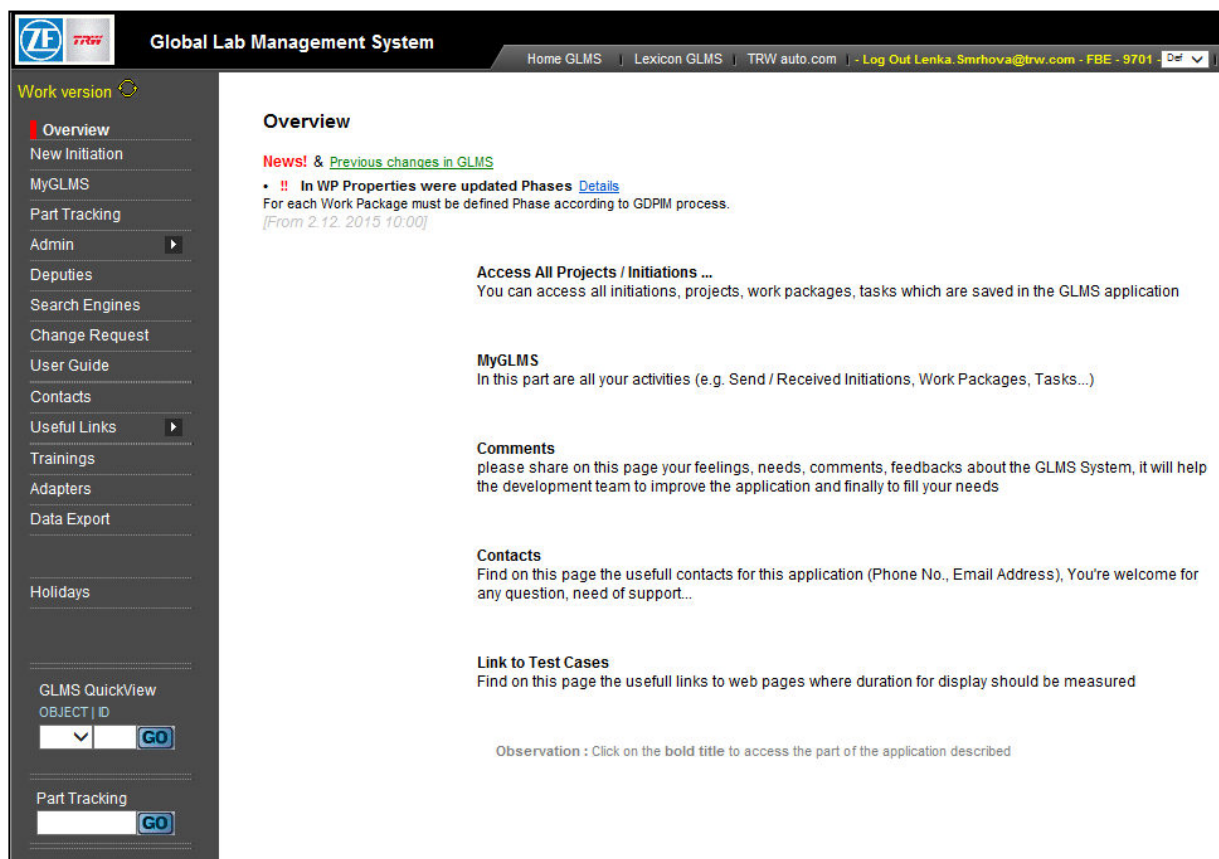 ZF
TRW
Global Lab Management System
Home GLMS | Lexicon GLMS | TRW auto.com | - Log Out Lenka.Smrhova@trw.com - FBE - 9701 - Def |
Work version
Overview
New Initiation
MyGLMS
Part Tracking
Admin
Deputies
Search Engines
Change Request
User Guide
Contacts
Useful Links
Trainings
Adapters
Data Export
Holidays
GLMS QuickView
OBJECT | ID
GO
Part Tracking
GO
Overview
News! & Previous changes in GLMS
• !! In WP Properties were updated Phases Details
For each Work Package must be defined Phase according to GDPIM process.
[From 2.12. 2015 10:00]
Access All Projects / Initiations ...
You can access all initiations, projects, work packages, tasks which are saved in the GLMS application
MyGLMS
In this part are all your activities (e.g. Send / Received Initiations, Work Packages, Tasks...)
Comments
please share on this page your feelings, needs, comments, feedbacks about the GLMS System, it will help
the development team to improve the application and finally to fill your needs
Contacts
Find on this page the usefull contacts for this application (Phone No., Email Address), You're welcome for
any question, need of support...
Link to Test Cases
Find on this page the usefull links to web pages where duration for display should be measured
Observation : Click on the bold title to access the part of the application described